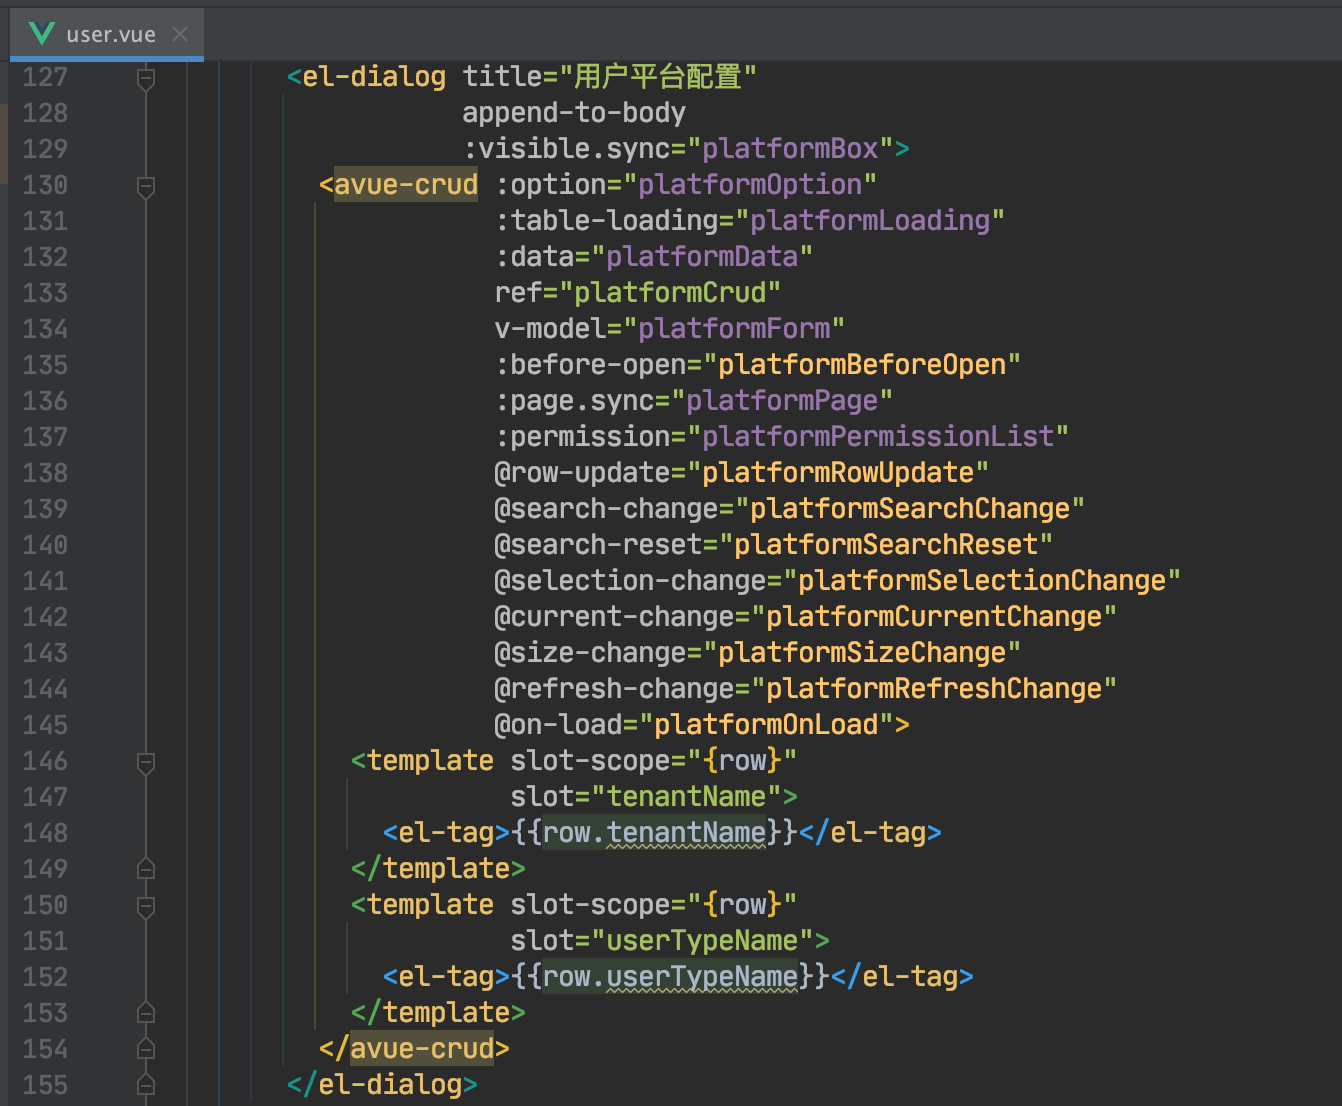 user.vue
127 <el-dialog title="用户平台配置"
128 append-to-body
129 :visible.sync="platformBox">
130 <avue-crud :option="platformOption"
131 :table-loading="platformLoading"
132 :data="platformData"
133 ref="platformCrud"
134 v-model="platformForm"
135 :before-open="platformBeforeOpen"
136 :page.sync="platformPage"
137 :permission="platformPermissionList"
138 @row-update="platformRowUpdate"
139 @search-change="platformSearchChange"
140 @search-reset="platformSearchReset"
141 @selection-change="platformSelectionChange"
142 @current-change="platformCurrentChange"
143 @size-change="platformSizeChange"
144 @refresh-change="platformRefreshChange"
145 @on-load="platformOnLoad">
146 <template slot-scope="{row}"
147 slot="tenantName">
148 <el-tag>{{row.tenantName}}</el-tag>
149 </template>
150 <template slot-scope="{row}"
151 slot="userTypeName">
152 <el-tag>{{row.userTypeName}}</el-tag>
153 </template>
154 </avue-crud>
155 </el-dialog>